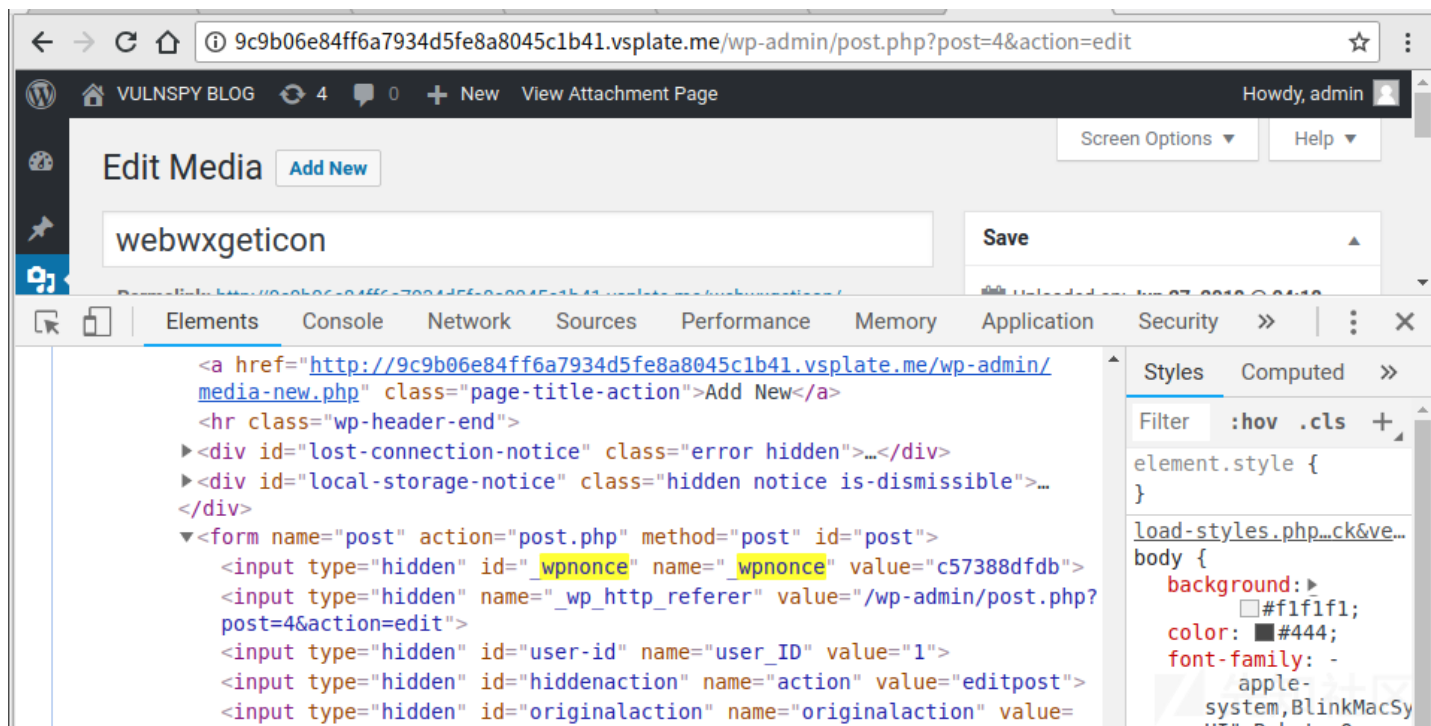 9c9b06e84ff6a7934d5fe8a8045c1b41.vsplate.me/wp-admin/post.php?post=4&action=edit
VULNSPY BLOG 4 0 + New View Attachment Page Howdy, admin
Screen Options ▼ Help ▼
Edit Media Add New
webwxgeticon
Save
Elements Console Network Sources Performance Memory Application Security »
<a href="http://9c9b06e84ff6a7934d5fe8a8045c1b41.vsplate.me/wp-admin/
media-new.php" class="page-title-action">Add New</a>
<hr class="wp-header-end">
▶<div id="lost-connection-notice" class="error hidden">…</div>
▶<div id="local-storage-notice" class="hidden notice is-dismissible">…
</div>
▼<form name="post" action="post.php" method="post" id="post">
<input type="hidden" id="_wpnonce" name="_wpnonce" value="c57388dfdb">
<input type="hidden" name="_wp_http_referer" value="/wp-admin/post.php?
post=4&action=edit">
<input type="hidden" id="user-id" name="user_ID" value="1">
<input type="hidden" id="hiddenaction" name="action" value="editpost">
<input type="hidden" id="originalaction" name="originalaction" value=
Styles Computed »
Filter :hov .cls +
element.style {
}
load-styles.php…ck&ve…
body {
background:▶
#f1f1f1;
color: #444;
font-family: -
apple-
system,BlinkMacSy